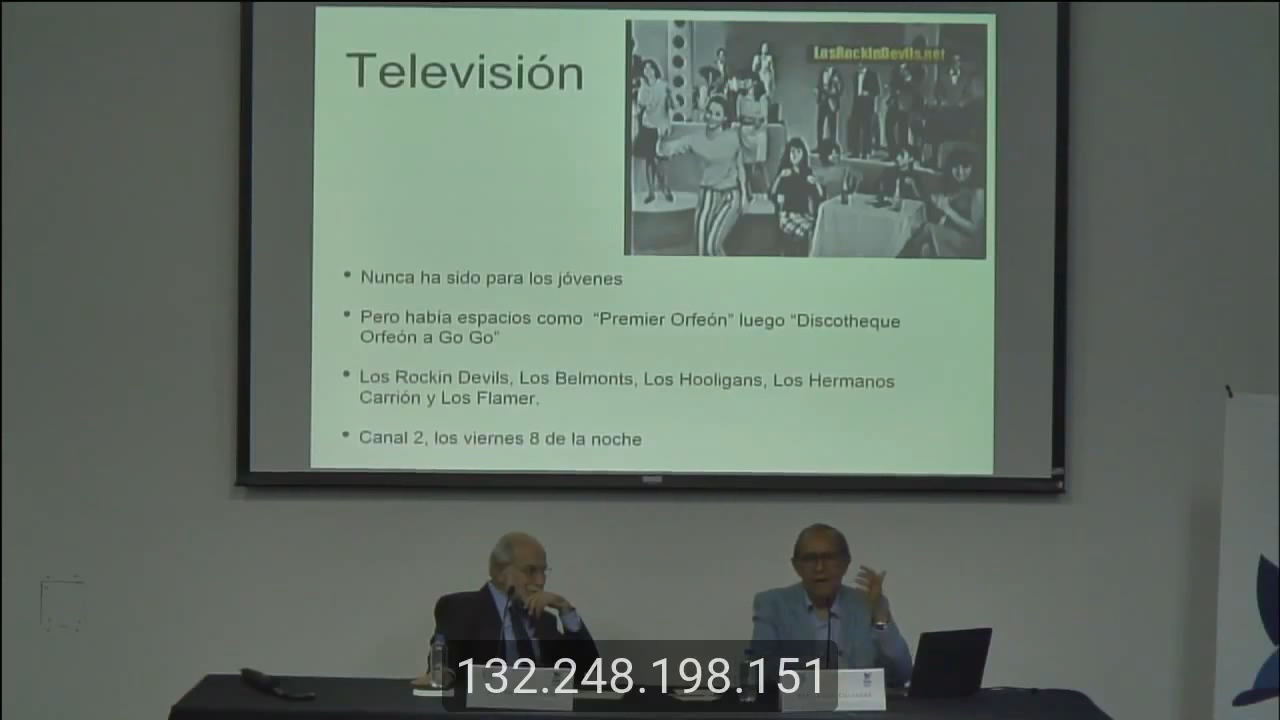 Televisión
LosRockinDevils.net
• Nunca ha sido para los jóvenes
• Pero había espacios como “Premier Orfeón” luego “Discotheque
Orfeón a Go Go”
• Los Rockin Devils, Los Belmonts, Los Hooligans, Los Hermanos
Carrión y Los Flamer.
• Canal 2, los viernes 8 de la noche
132.248.198.151